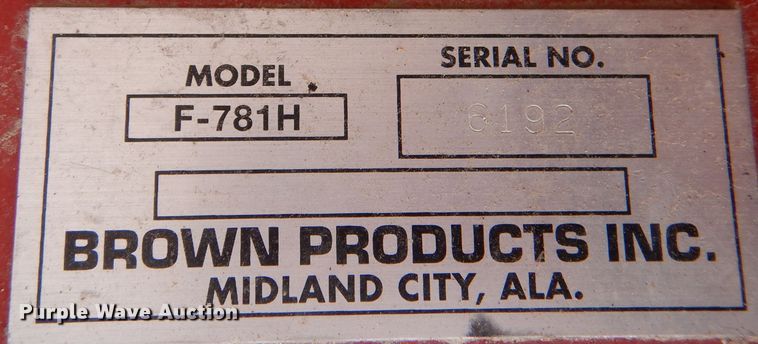 MODEL
F-781H
SERIAL NO.
6192
BROWN PRODUCTS INC.
MIDLAND CITY, ALA.
Purple Wave Auction